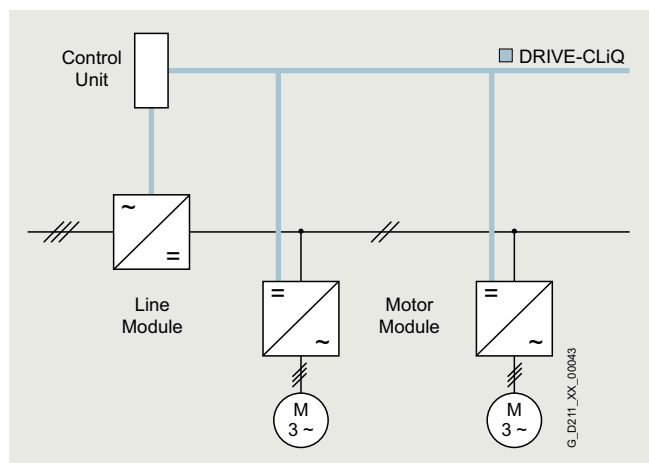 Control
Unit
DRIVE-CLiQ
~
=
Line
Module
=
~
Motor
Module
=
~
M
3 ~
M
3 ~
G_D211_XX_00043